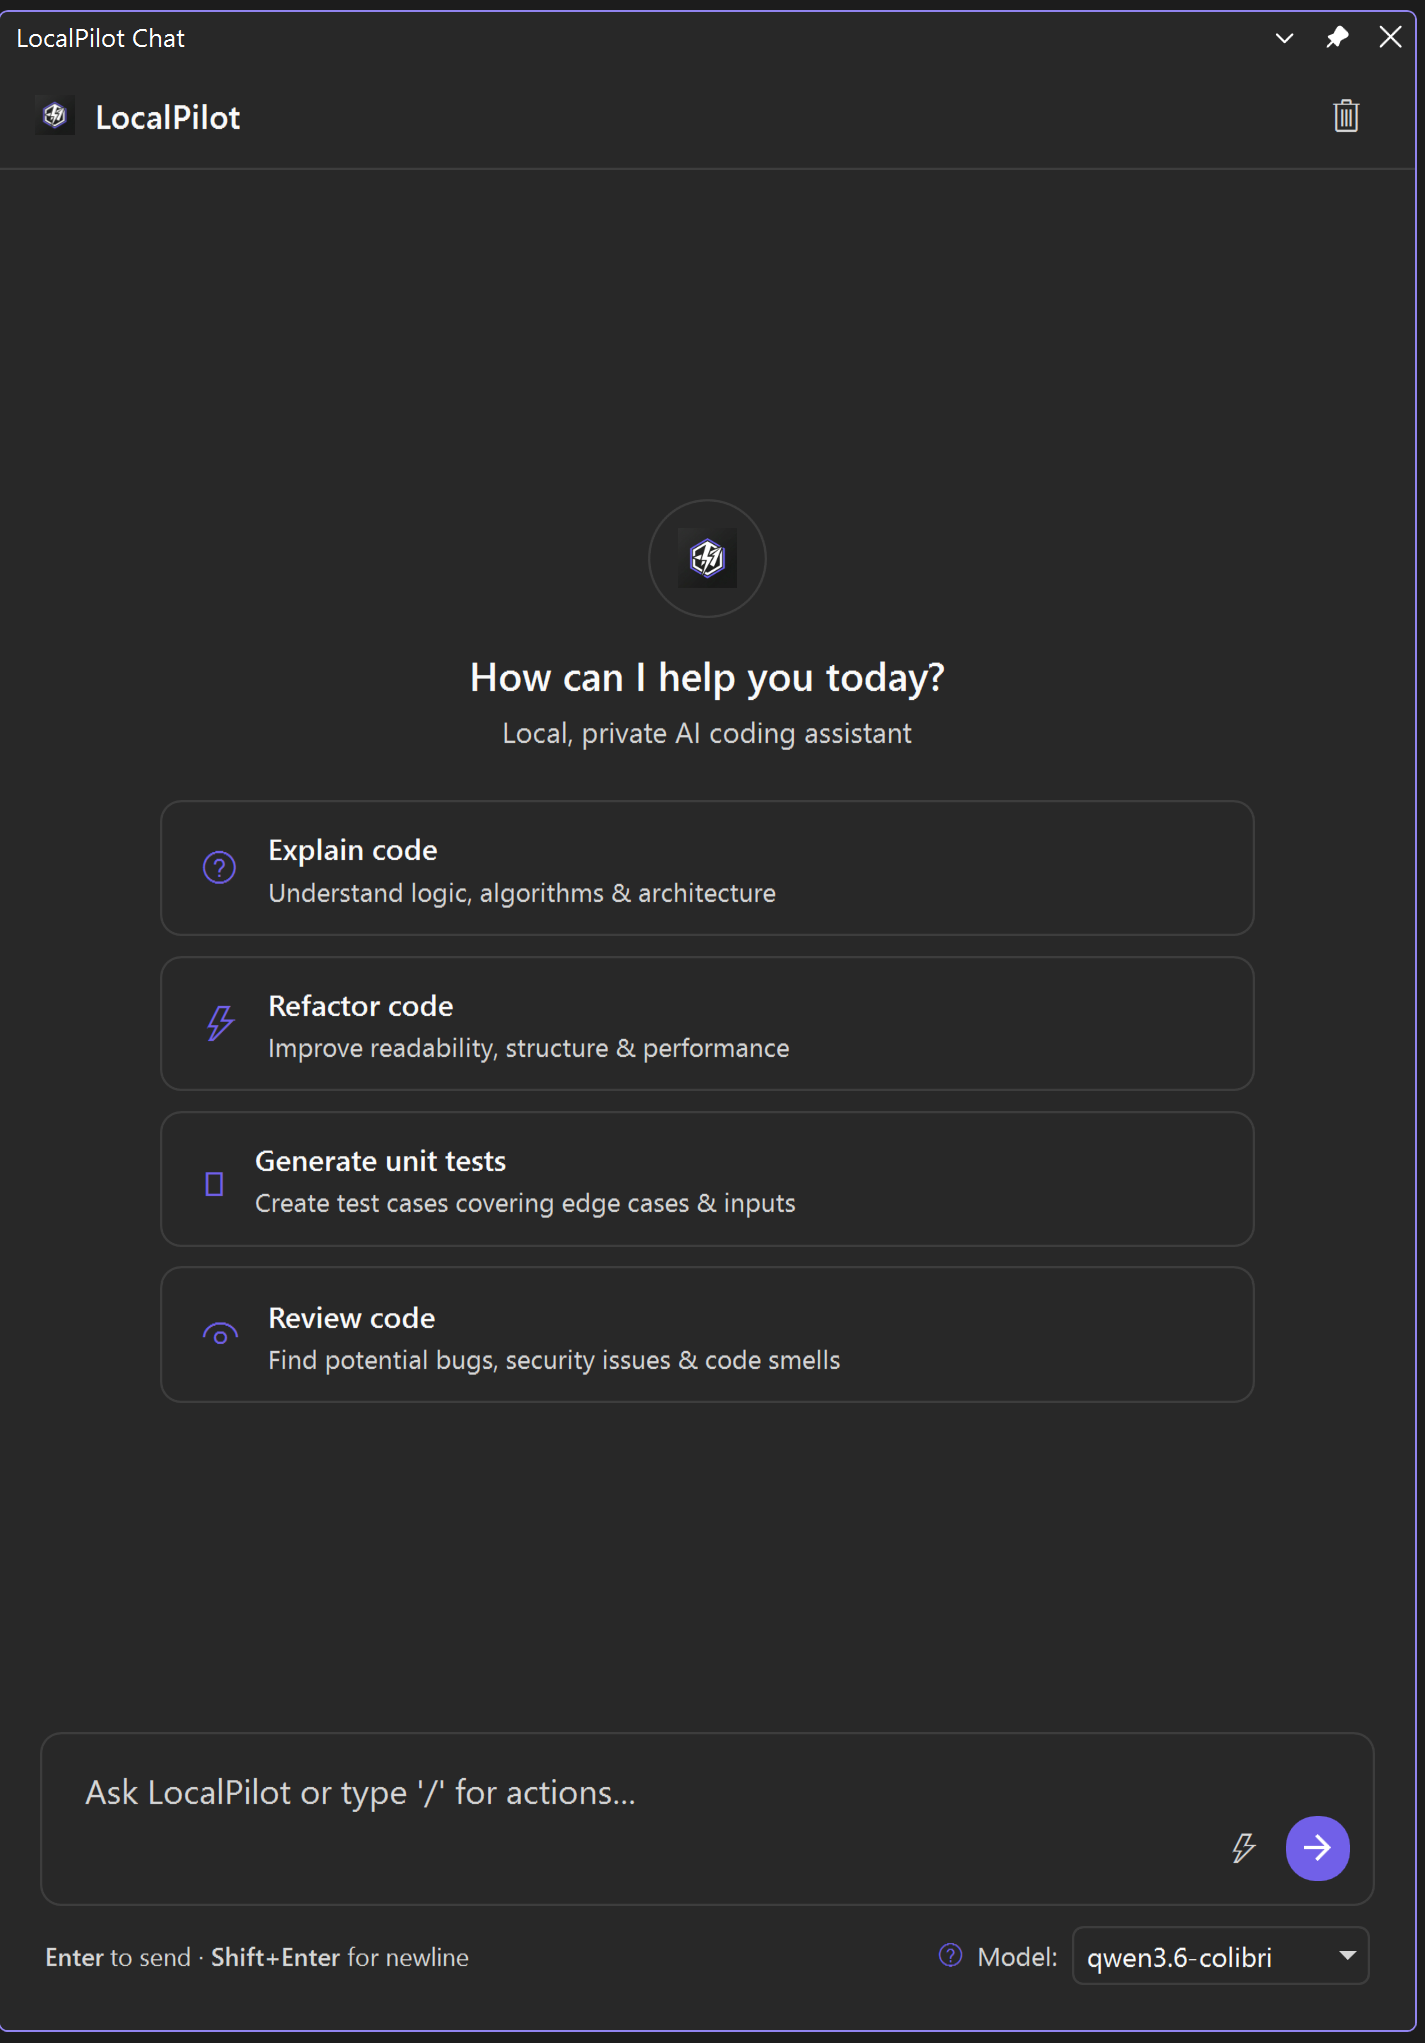 LocalPilot Chat
LocalPilot
How can I help you today?
Local, private AI coding assistant
Explain code
Understand logic, algorithms & architecture
Refactor code
Improve readability, structure & performance
Generate unit tests
Create test cases covering edge cases & inputs
Review code
Find potential bugs, security issues & code smells
Ask LocalPilot or type '/' for actions...
Enter to send · Shift+Enter for newline
Model: qwen3.6-colibri